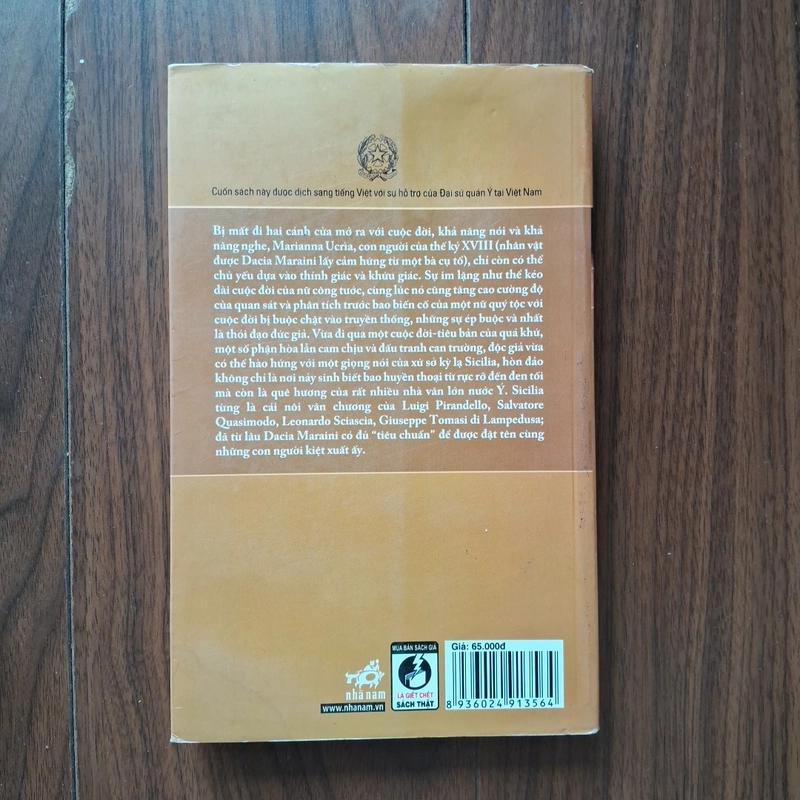 Cuốn sách này được dịch sang tiếng Việt với sự hỗ trợ của Đại sứ quán Ý tại Việt Nam
Bị mất đi hai cánh cửa mở ra với cuộc đời, khả năng nói và khả
năng nghe, Marianna Ucrìa, con người của thế kỷ XVIII (nhân vật
được Dacia Maraini lấy cảm hứng từ một bà cụ tổ), chỉ còn có thể
chủ yếu dựa vào thính giác và khứu giác. Sự im lặng như thể kéo
dài cuộc đời của nữ công tước, cùng lúc nó cũng tăng cao cường độ
của quan sát và phân tích trước bao biến cố của một nữ quý tộc với
cuộc đời bị buộc chặt vào truyền thống, những sự ép buộc và nhất
là thói đạo đức giả. Vừa đi qua một cuộc đời-tiêu bản của quá khứ,
một số phận hòa lẫn cam chịu và đấu tranh can trường, độc giả vừa
có thể hào hứng với một giọng nói của xứ sở kỳ lạ Sicilia, hòn đảo
không chỉ là nơi nảy sinh biết bao huyền thoại từ rực rỡ đến đen tối
mà còn là quê hương của rất nhiều nhà văn lớn nước Ý. Sicilia
từng là cái nôi văn chương của Luigi Pirandello, Salvatore
Quasimodo, Leonardo Sciascia, Giuseppe Tomasi di Lampedusa;
đã từ lâu Dacia Maraini có đủ "tiêu chuẩn" để được đặt tên cùng
những con người kiệt xuất ấy.
nhã nam
www.nhanam.vn
MUA BÁN SÁCH GIẢ
LÀ GIẾT CHẾT
SÁCH THẬT
Giá: 65.000đ
8 936024 913564